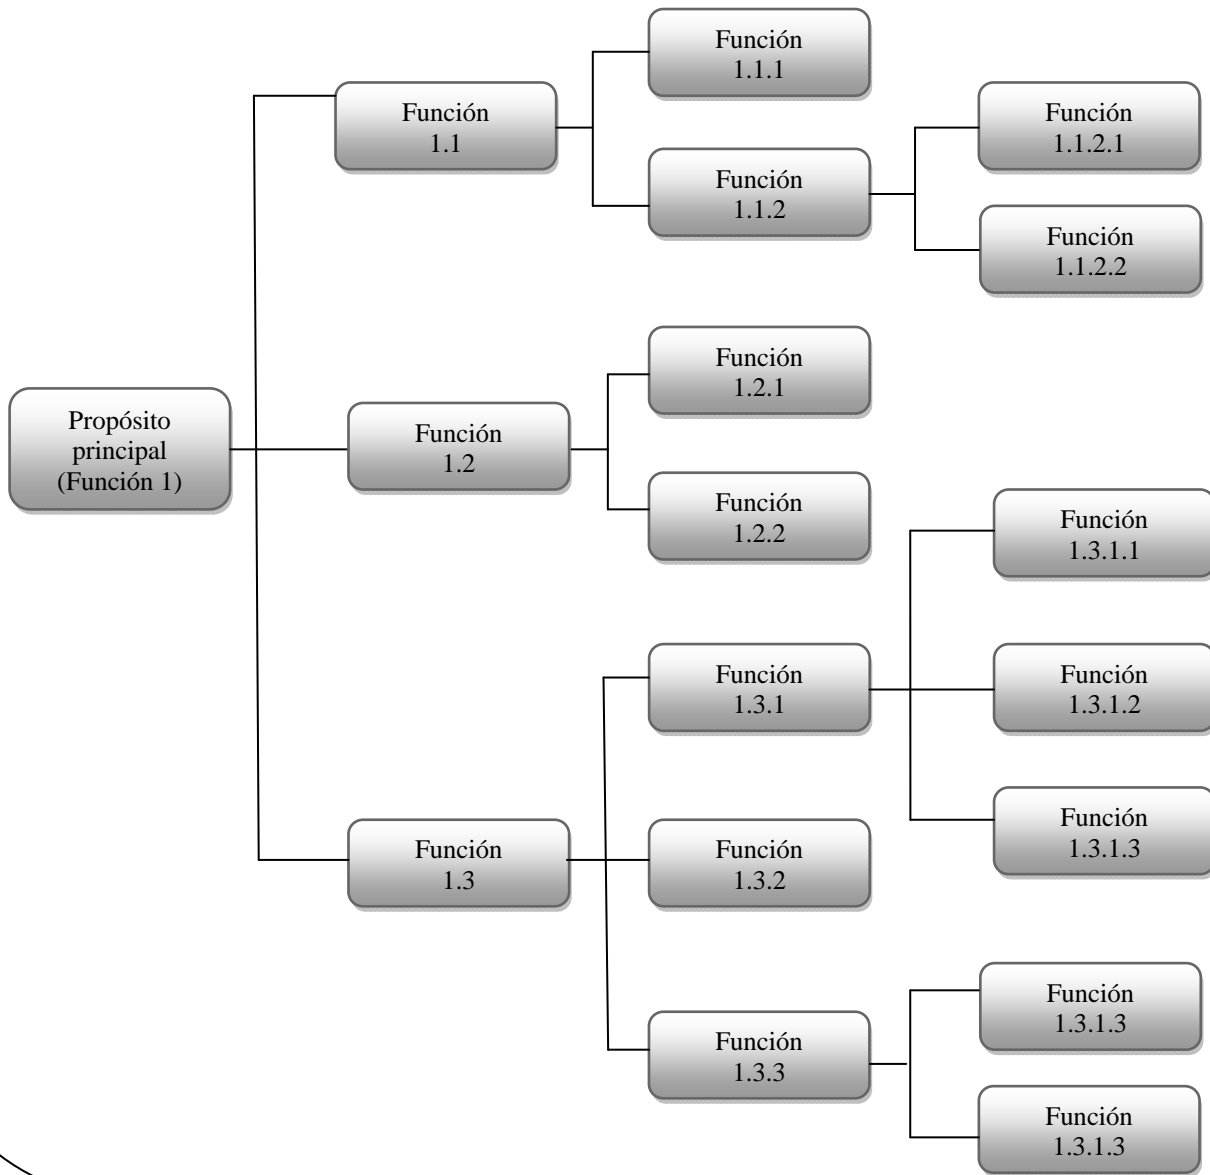 Función
1.1.1
Función
1.1
Función
1.1.2.1
Función
1.1.2
Función
1.1.2.2
Función
1.2.1
Propósito
principal
(Función 1)
Función
1.2
Función
1.2.2
Función
1.3.1.1
Función
1.3.1
Función
1.3.1.2
Función
1.3.1.3
Función
1.3
Función
1.3.2
Función
1.3.1.3
Función
1.3.3
Función
1.3.1.3